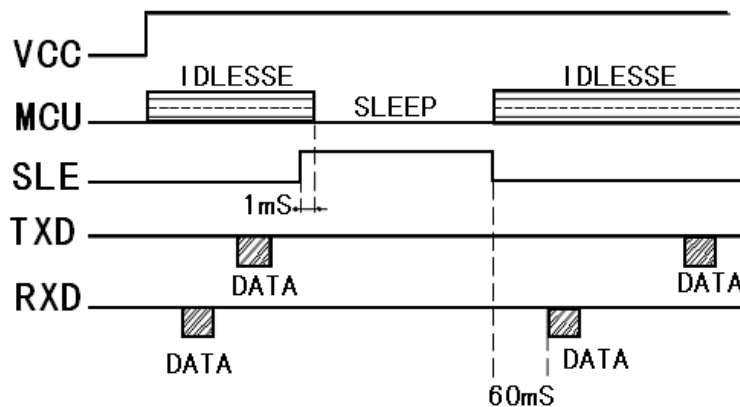 VCC
IDLESSE IDLESSE
MCU SLEEP
SLE
1mS
TXD
DATA DATA
RXD
DATA DATA
60mS